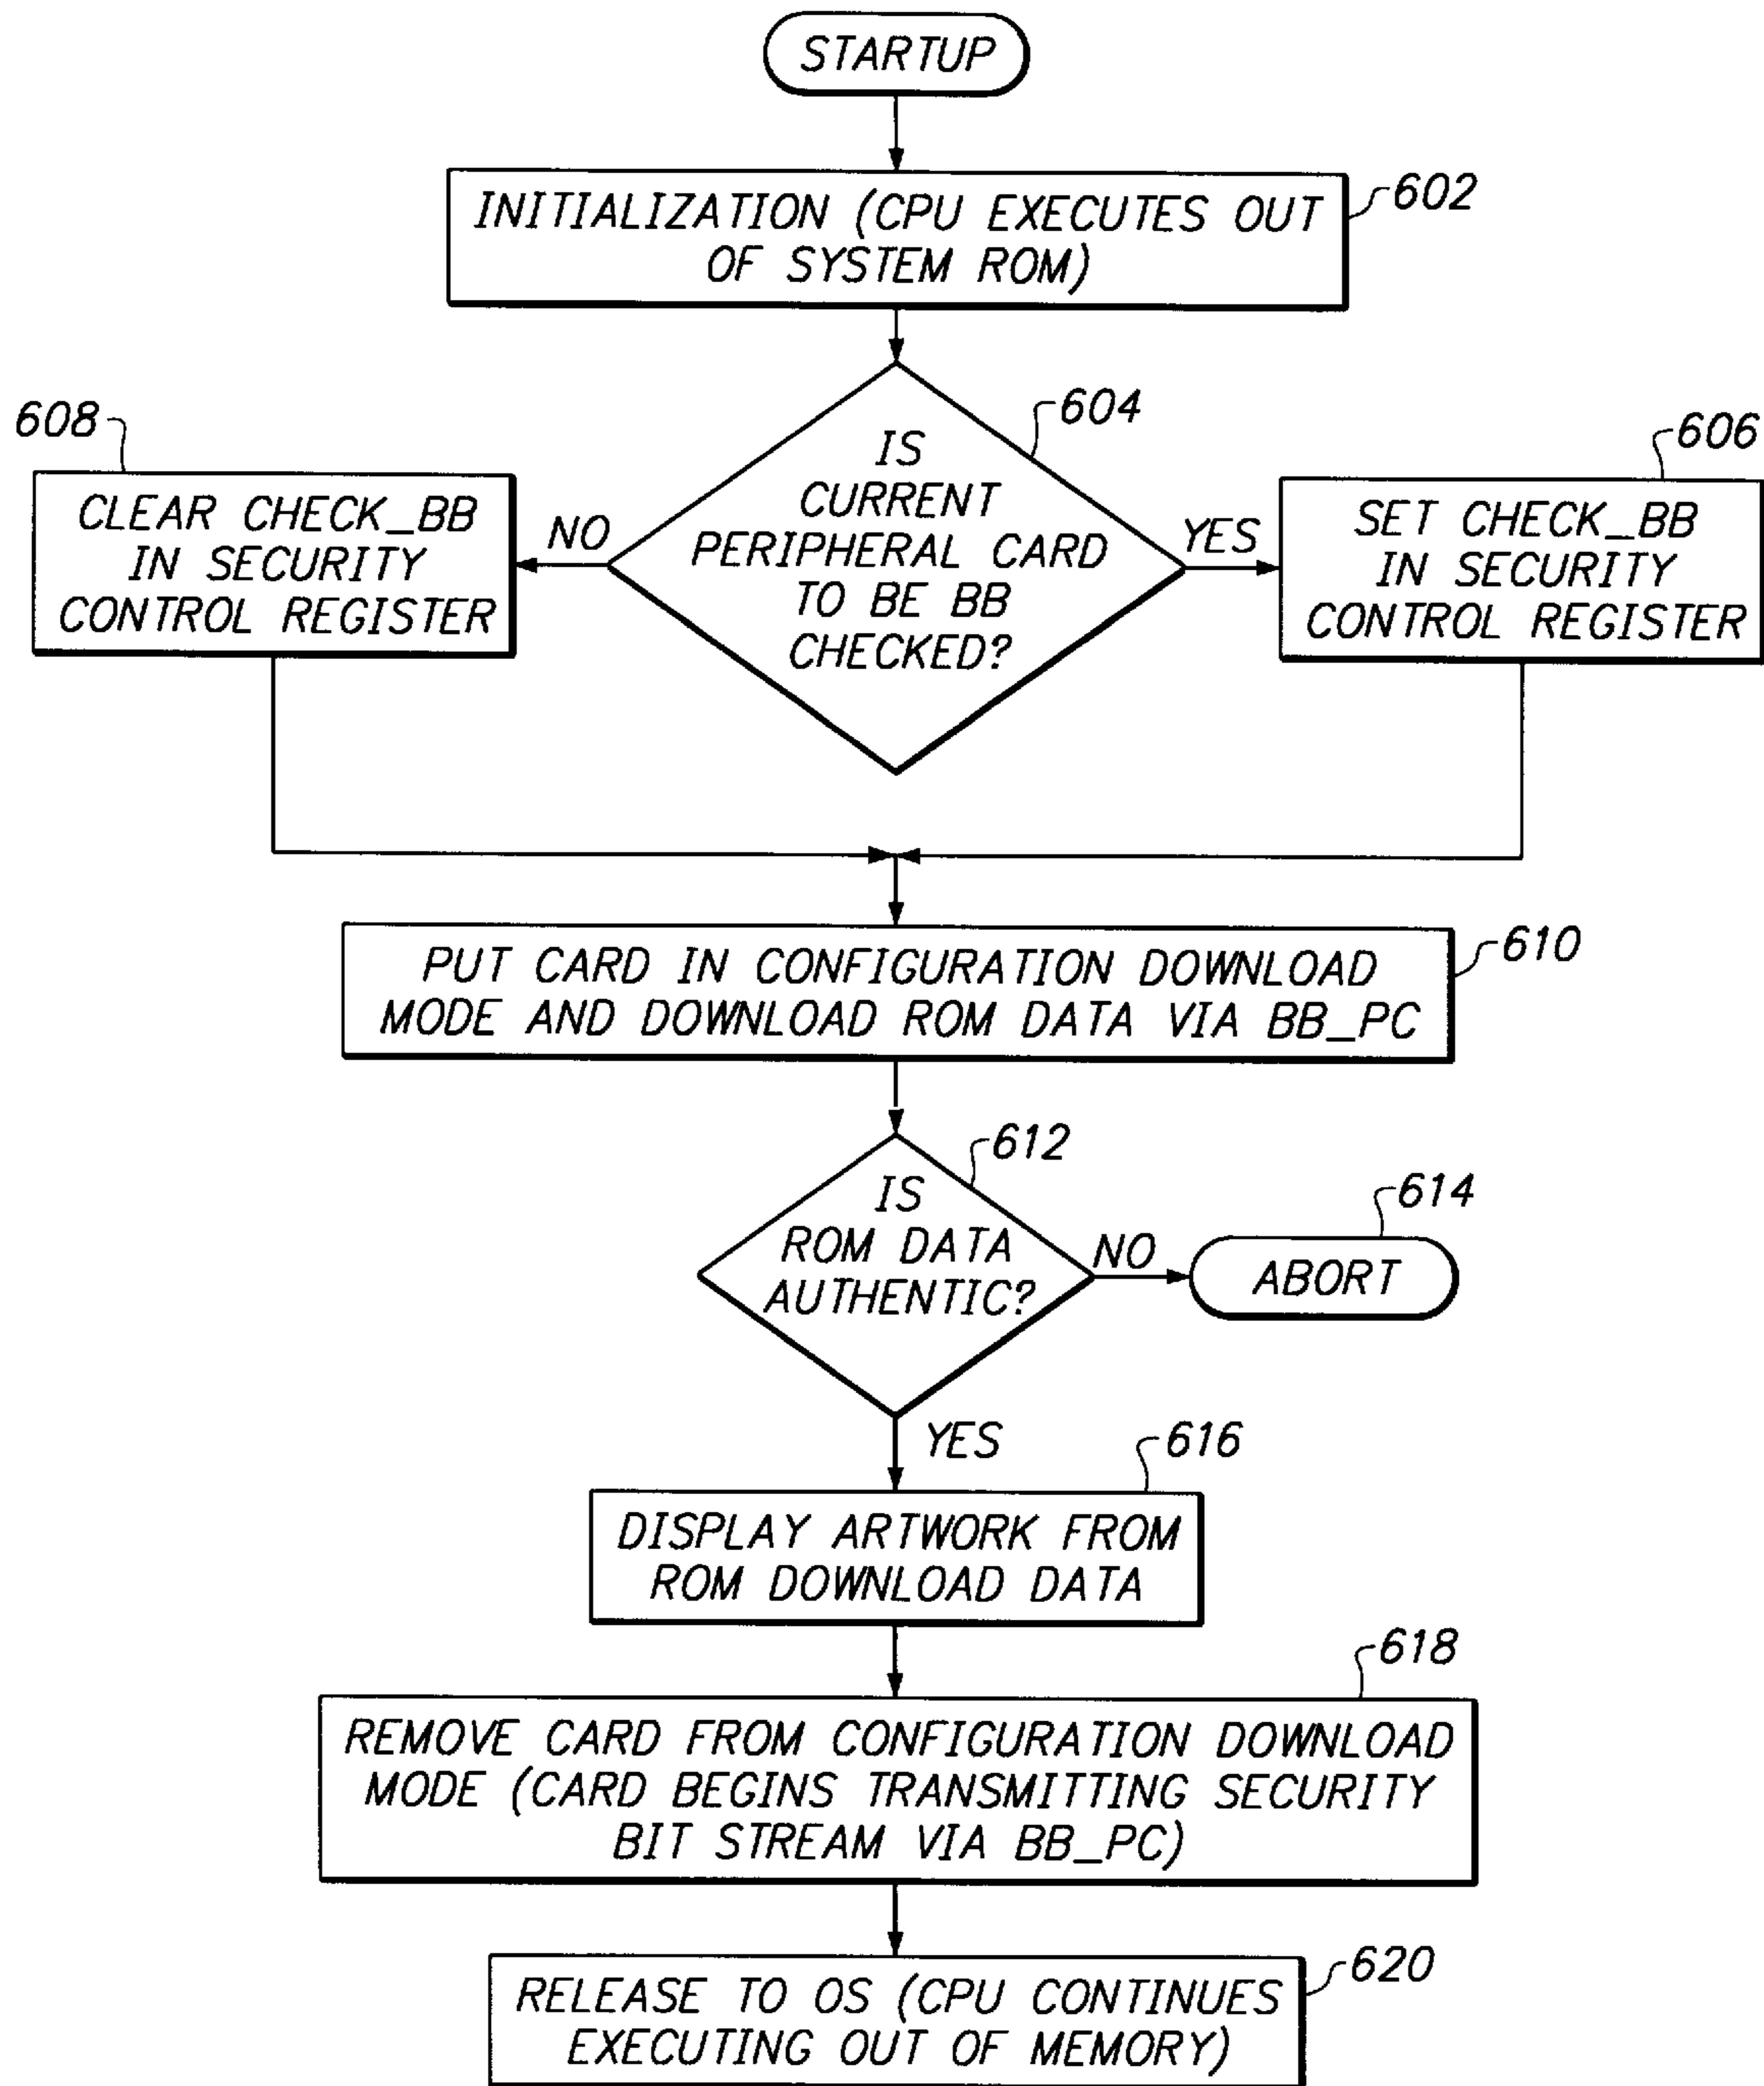 STARTUP
602
INITIALIZATION (CPU EXECUTES OUT
OF SYSTEM ROM)
604
IS
CURRENT
PERIPHERAL CARD
TO BE BB
CHECKED?
608
NO
CLEAR CHECK_BB
IN SECURITY
CONTROL REGISTER
606
YES
SET CHECK_BB
IN SECURITY
CONTROL REGISTER
610
PUT CARD IN CONFIGURATION DOWNLOAD
MODE AND DOWNLOAD ROM DATA VIA BB_PC
612
IS
ROM DATA
AUTHENTIC?
NO
614
ABORT
YES
616
DISPLAY ARTWORK FROM
ROM DOWNLOAD DATA
618
REMOVE CARD FROM CONFIGURATION DOWNLOAD
MODE (CARD BEGINS TRANSMITTING SECURITY
BIT STREAM VIA BB_PC)
620
RELEASE TO OS (CPU CONTINUES
EXECUTING OUT OF MEMORY)